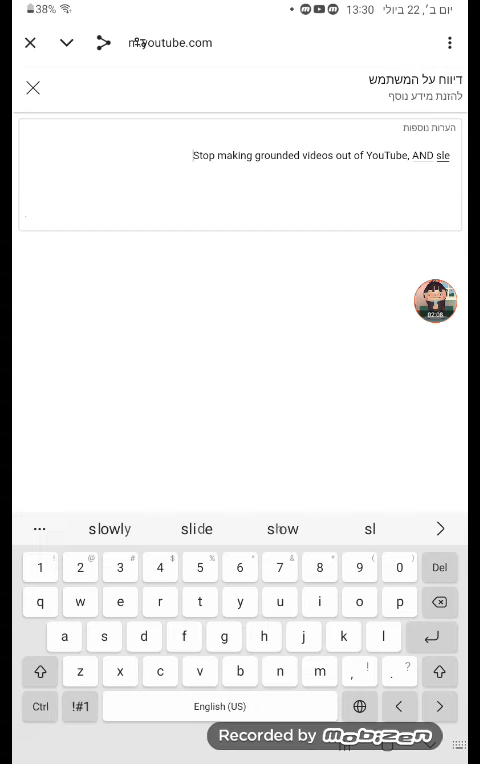 38% 13:30 יום ב׳, 22 ביולי
m.youtube.com
דיווח על המשתמש
להזנת מידע נוסף
הערות נוספות
Stop making grounded videos out of YouTube, AND sle
02:08
... slowly slide show sl
! @ # $ % ^ & * ( )
1 2 3 4 5 6 7 8 9 0 Del
q w e r t y u i o p
a s d f g h j k l
z x c v b n m , ! . ?
Ctrl !#1 English (US)
Recorded by mobizen